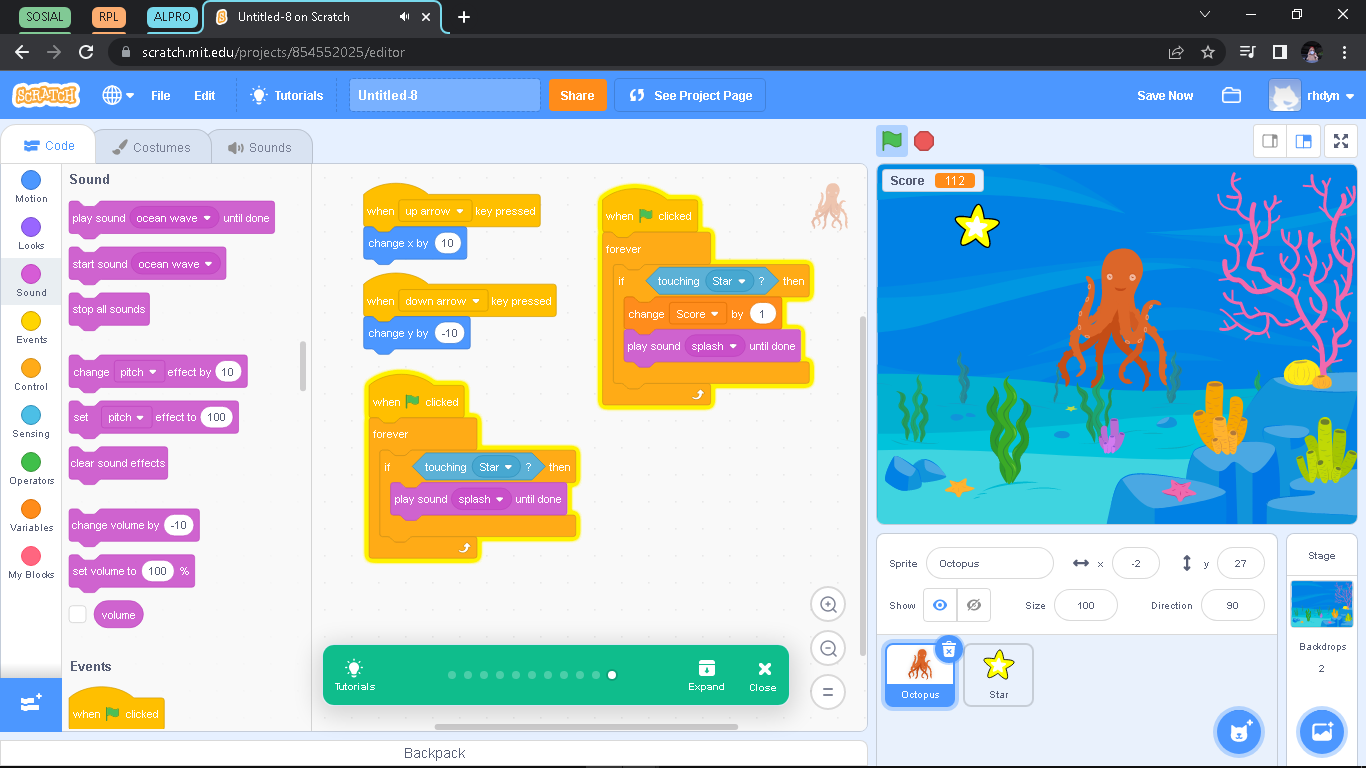 SOSIAL
RPL
ALPRO
Untitled-8 on Scratch
scratch.mit.edu/projects/854552025/editor
SCRATCH
File
Edit
Tutorials
Untitled-8
Share
See Project Page
Save Now
rhdyn
Code
Costumes
Sounds
Motion
Looks
Sound
Events
Control
Sensing
Operators
Variables
My Blocks
Sound
play sound ocean wave until done
start sound ocean wave
stop all sounds
change pitch effect by 10
set pitch effect to 100
clear sound effects
change volume by -10
set volume to 100 %
volume
Events
when clicked
when up arrow key pressed
change x by 10
when down arrow key pressed
change y by -10
when clicked
forever
if touching Star ? then
play sound splash until done
when clicked
forever
if touching Star ? then
change Score by 1
play sound splash until done
Tutorials
Expand
Close
Backpack
Score 112
Sprite Octopus x -2 y 27
Show Size 100 Direction 90
Octopus
Star
Stage
Backdrops
2